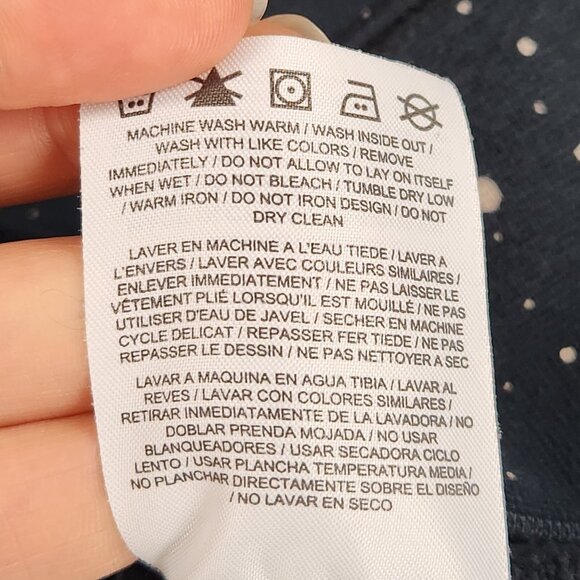 MACHINE WASH WARM / WASH INSIDE OUT /
WASH WITH LIKE COLORS / REMOVE
IMMEDIATELY / DO NOT ALLOW TO LAY ON ITSELF
WHEN WET / DO NOT BLEACH / TUMBLE DRY LOW
/ WARM IRON / DO NOT IRON DESIGN / DO NOT
DRY CLEAN
LAVER EN MACHINE A L'EAU TIEDE / LAVER A
L'ENVERS / LAVER AVEC COULEURS SIMILAIRES /
ENLEVER IMMEDIATEMENT / NE PAS LAISSER LE
VÊTEMENT PLIÉ LORSQU'IL EST MOUILLÉ / NE PAS
UTILISER D'EAU DE JAVEL / SECHER EN MACHINE
CYCLE DELICAT / REPASSER FER TIEDE / NE PAS
REPASSER LE DESSIN / NE PAS NETTOYER A SEC
LAVAR A MAQUINA EN AGUA TIBIA / LAVAR AL
REVES / LAVAR CON COLORES SIMILARES /
RETIRAR INMEDIATAMENTE DE LA LAVADORA / NO
DOBLAR PRENDA MOJADA / NO USAR
BLANQUEADORES / USAR SECADORA CICLO
LENTO / USAR PLANCHA TEMPERATURA MEDIA /
NO PLANCHAR DIRECTAMENTE SOBRE EL DISEÑO
/ NO LAVAR EN SECO